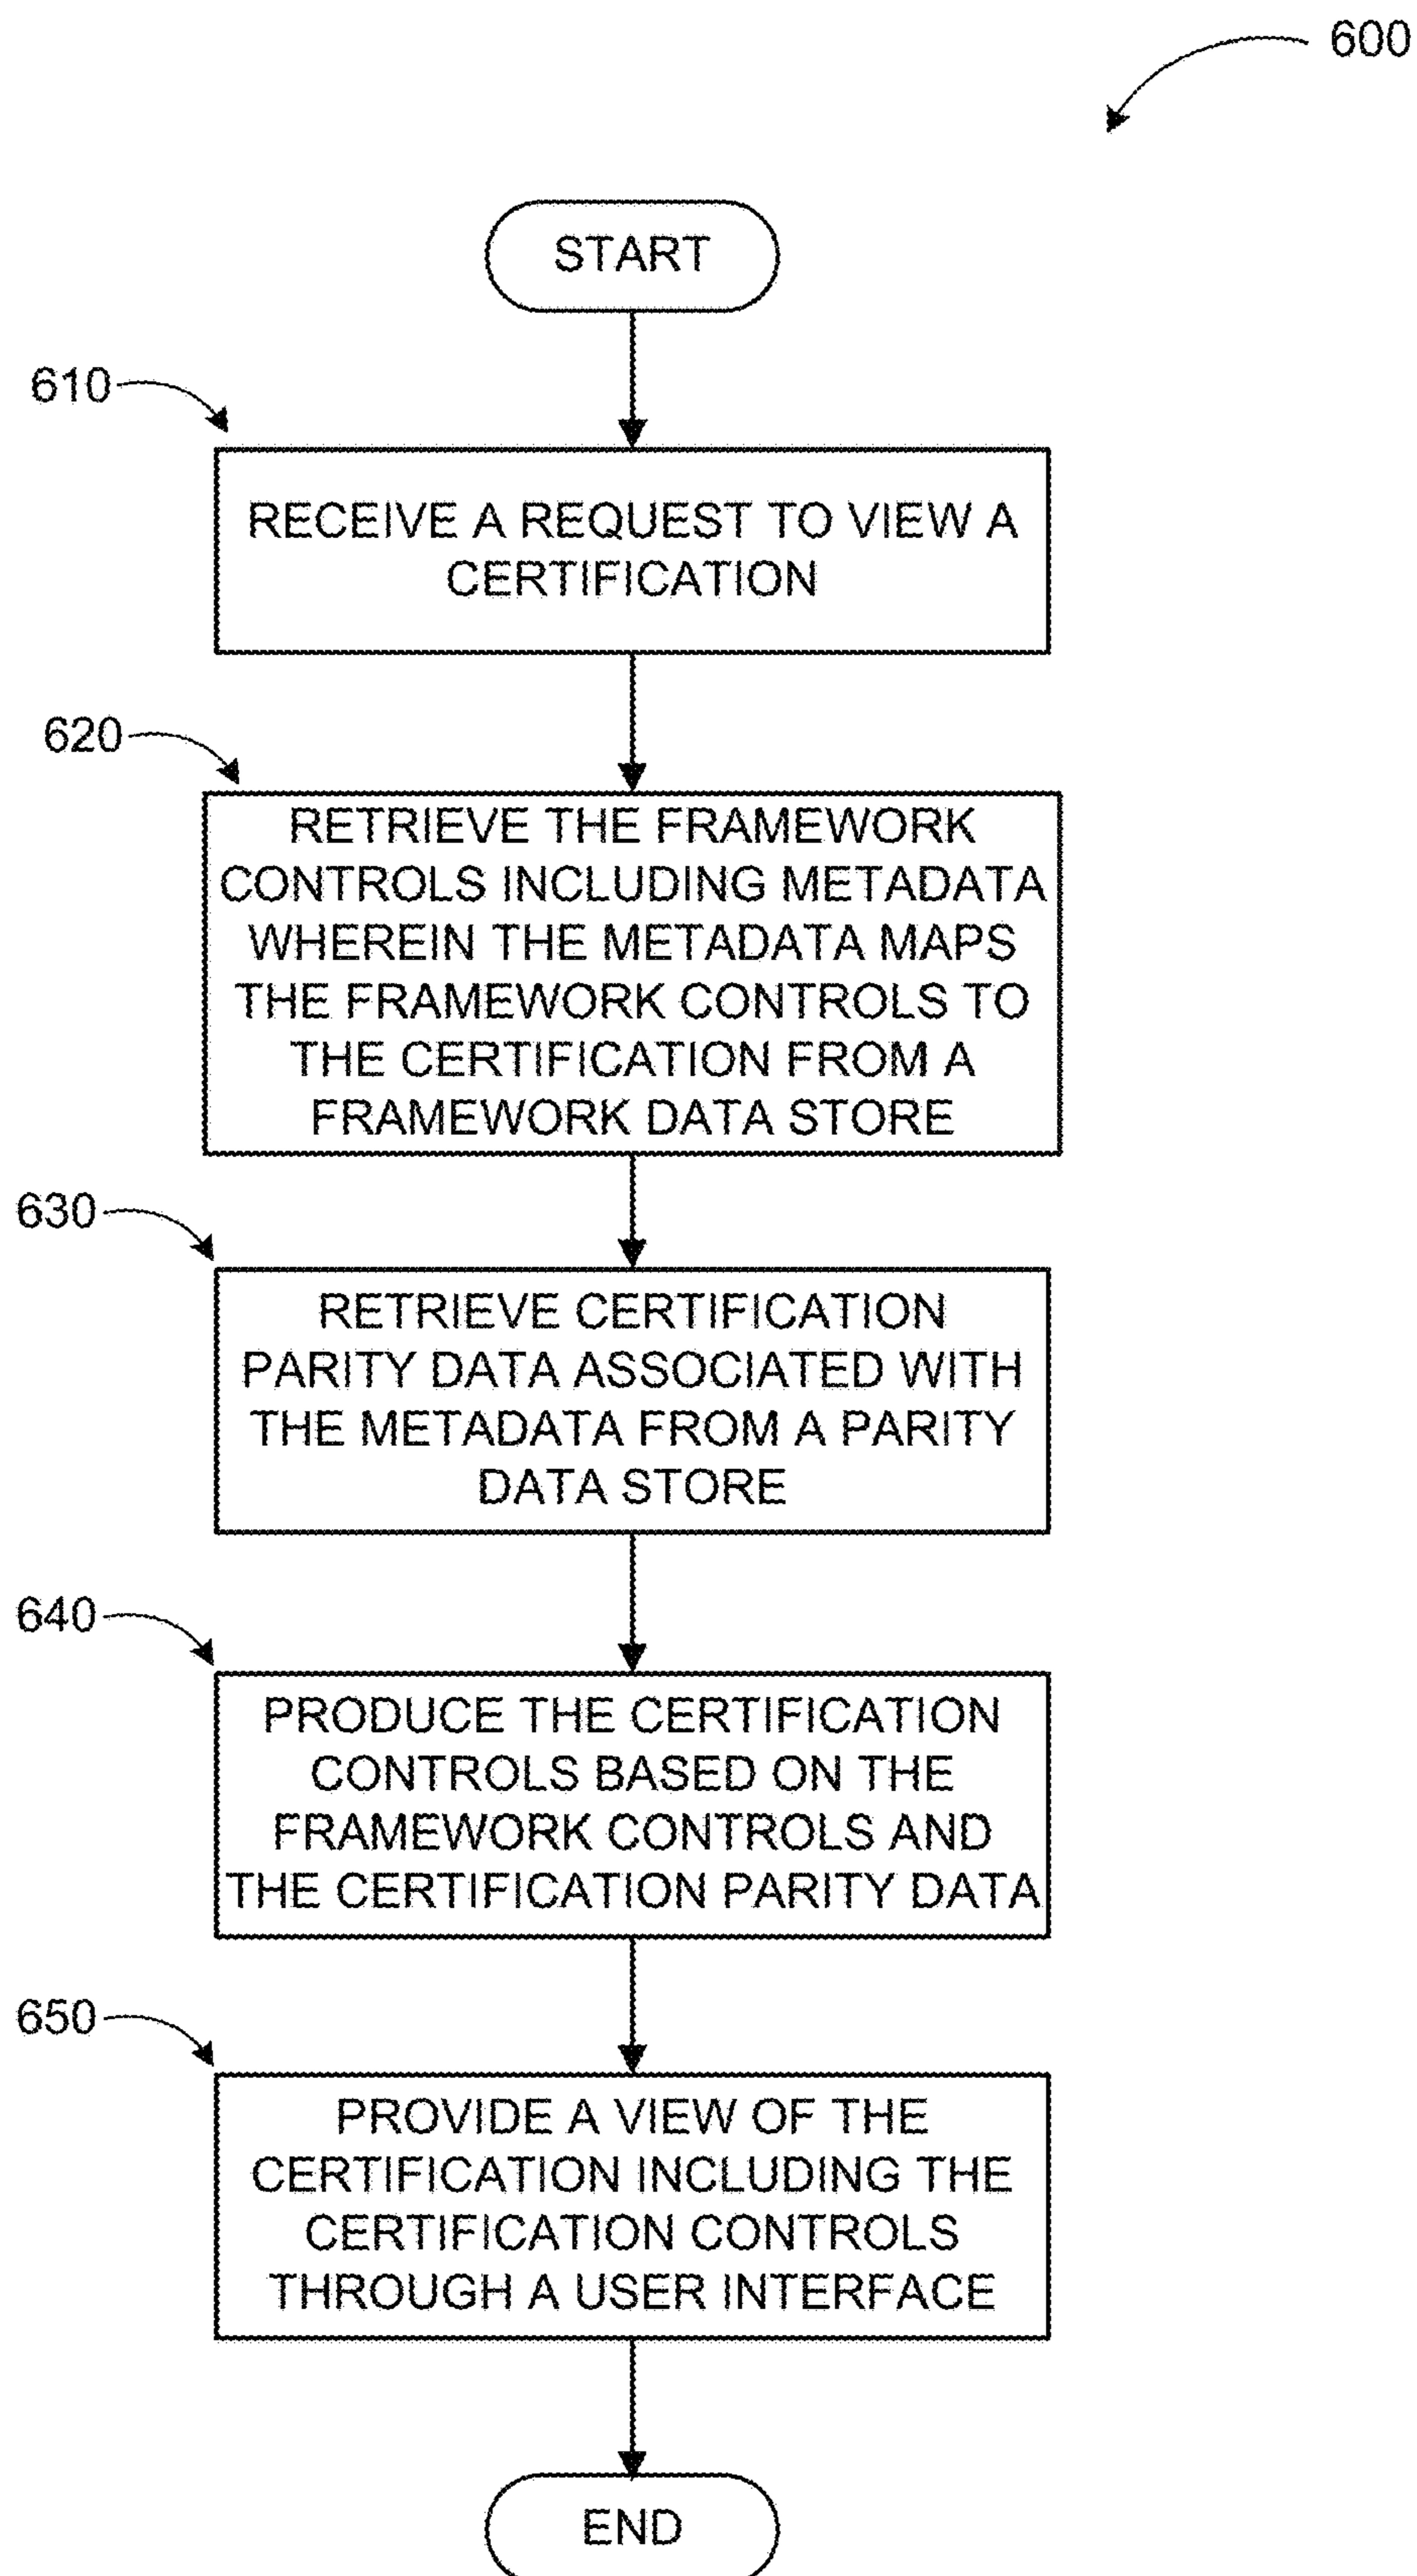 600
START
610
RECEIVE A REQUEST TO VIEW A
CERTIFICATION
620
RETRIEVE THE FRAMEWORK
CONTROLS INCLUDING METADATA
WHEREIN THE METADATA MAPS
THE FRAMEWORK CONTROLS TO
THE CERTIFICATION FROM A
FRAMEWORK DATA STORE
630
RETRIEVE CERTIFICATION
PARITY DATA ASSOCIATED WITH
THE METADATA FROM A PARITY
DATA STORE
640
PRODUCE THE CERTIFICATION
CONTROLS BASED ON THE
FRAMEWORK CONTROLS AND
THE CERTIFICATION PARITY DATA
650
PROVIDE A VIEW OF THE
CERTIFICATION INCLUDING THE
CERTIFICATION CONTROLS
THROUGH A USER INTERFACE
END